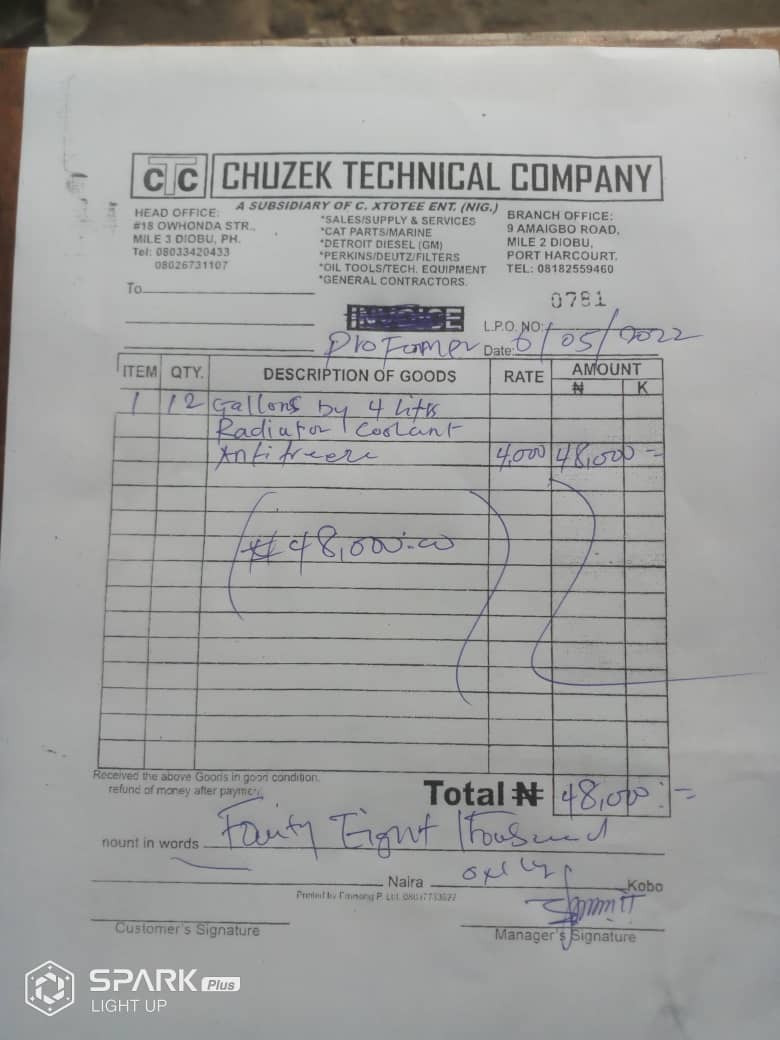 CTC CHUZEK TECHNICAL COMPANY
A SUBSIDIARY OF C. XTOTEE ENT. (NIG.)
HEAD OFFICE:
#18 OWHONDA STR.,
MILE 3 DIOBU, PH.
Tel: 08033420433
08026731107
*SALES/SUPPLY & SERVICES
*CAT PARTS/MARINE
*DETROIT DIESEL (GM)
*PERKINS/DEUTZ/FILTERS
*OIL TOOLS/TECH. EQUIPMENT
*GENERAL CONTRACTORS.
BRANCH OFFICE:
9 AMAIGBO ROAD,
MILE 2 DIOBU,
PORT HARCOURT.
TEL: 08182559460
To
0781
INVOICE
L.P.O. NO:
Pro Former
Date: 6/05/2022
ITEM QTY. DESCRIPTION OF GOODS RATE AMOUNT
₦ K
1 12 Gallons by 4 lits
Radiator Coolant
Antifreeze 4,000 48,000 =
₦48,000:00
Received the above Goods in good condition.
refund of money after payment
Total ₦ 48,000:=
nount in words Fourty Eight Thousand
Naira only Kobo
Printed by
Customer's Signature
Manager's Signature
SPARK Plus
LIGHT UP